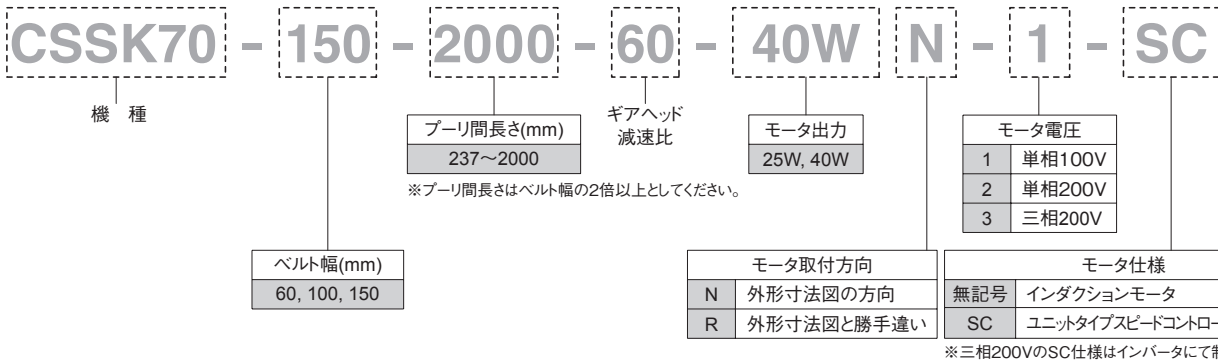 CSSK70 - 150 - 2000 - 60 - 40W N - 1 - SC
機 種
ギアヘッド
減速比
プーリ間長さ(mm)
237～2000
※プーリ間長さはベルト幅の2倍以上としてください。
モータ出力
25W, 40W
モータ電圧
1 単相100V
2 単相200V
3 三相200V
ベルト幅(mm)
60, 100, 150
モータ取付方向
N 外形寸法図の方向
R 外形寸法図と勝手違い
モータ仕様
無記号 インダクションモータ
SC ユニットタイプスピードコントロー
※三相200VのSC仕様はインバータにて